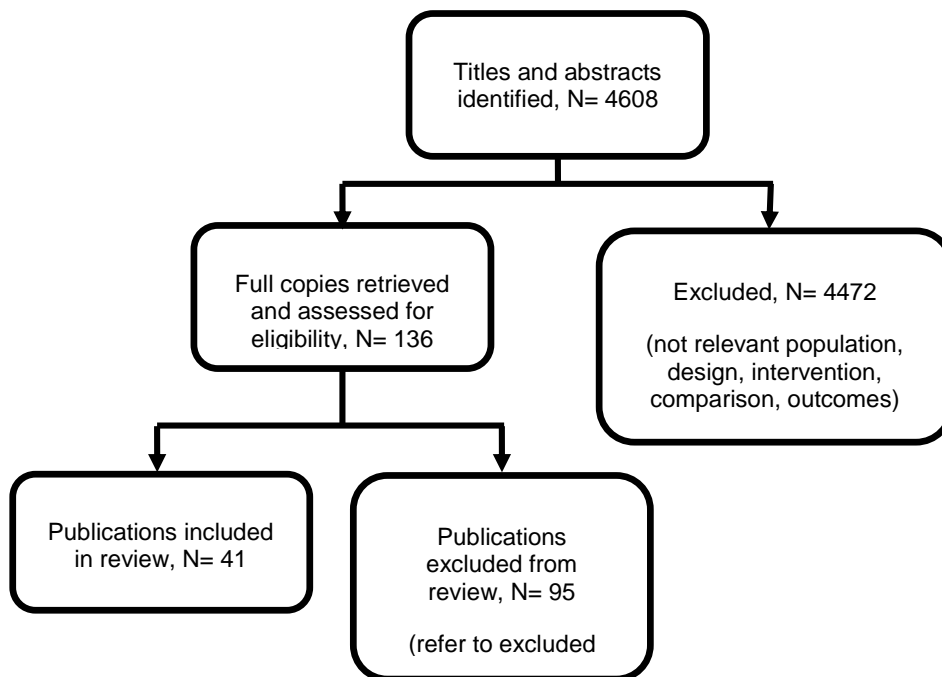 Titles and abstracts
identified, N= 4608
Full copies retrieved
and assessed for
eligibility, N= 136
Excluded, N= 4472
(not relevant population,
design, intervention,
comparison, outcomes)
Publications included
in review, N= 41
Publications
excluded from
review, N= 95
(refer to excluded